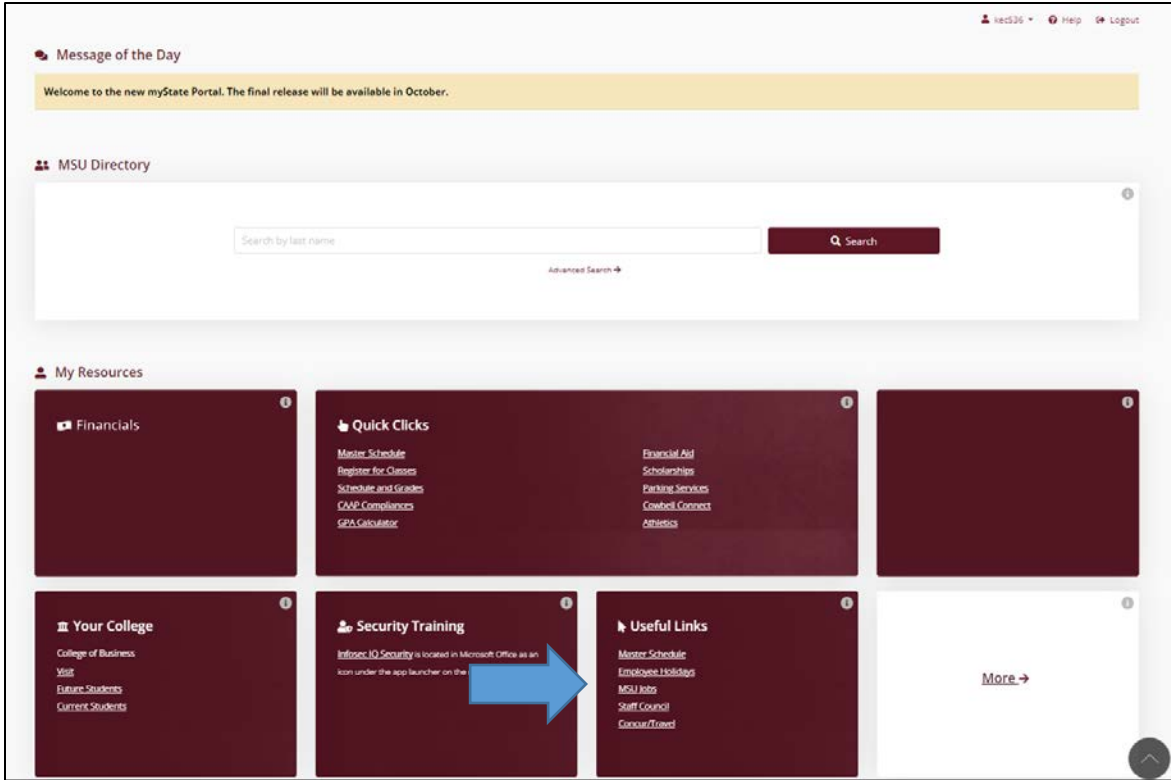 kec536 Help Logout
Message of the Day
Welcome to the new myState Portal. The final release will be available in October.
MSU Directory
Search by last name
Search
Advanced Search
My Resources
Financials
Quick Clicks
Master Schedule
Register for Classes
Schedule and Grades
CAAP Compliances
GPA Calculator
Financial Aid
Scholarships
Parking Services
Cowbell Connect
Athletics
Your College
College of Business
Visit
Future Students
Current Students
Security Training
Infosec IQ Security is located in Microsoft Office as an
icon under the app launcher on the
Useful Links
Master Schedule
Employee Holidays
MSU Jobs
Staff Council
Concur/Travel
More